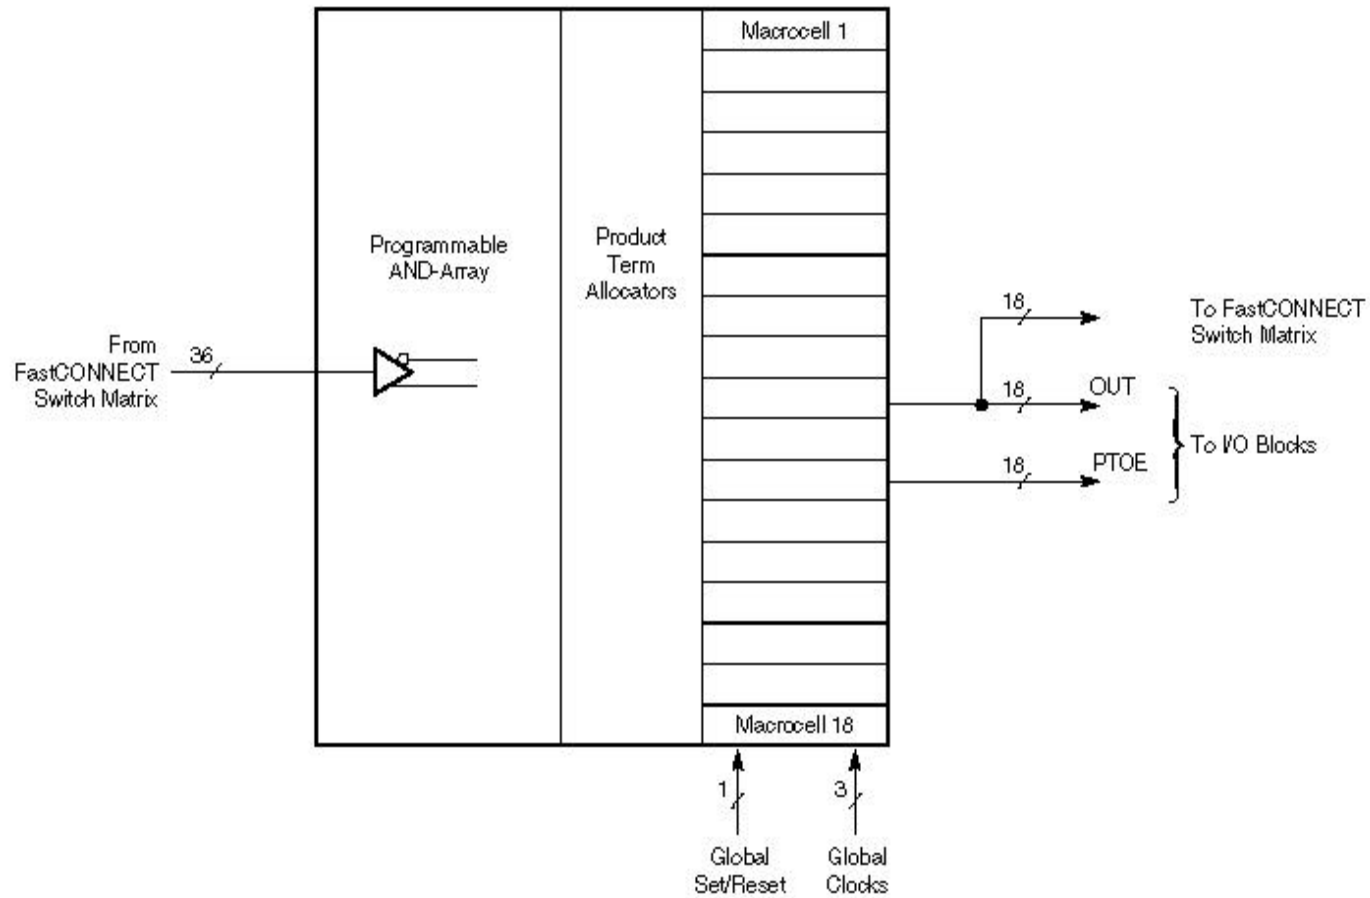 Macrocell 1
Programmable
AND-Array
Product
Term
Allocators
From
FastCONNECT
Switch Matrix
36
18
To FastCONNECT
Switch Matrix
18
OUT
To I/O Blocks
18
PTOE
Macrocell 18
1
3
Global
Set/Reset
Global
Clocks